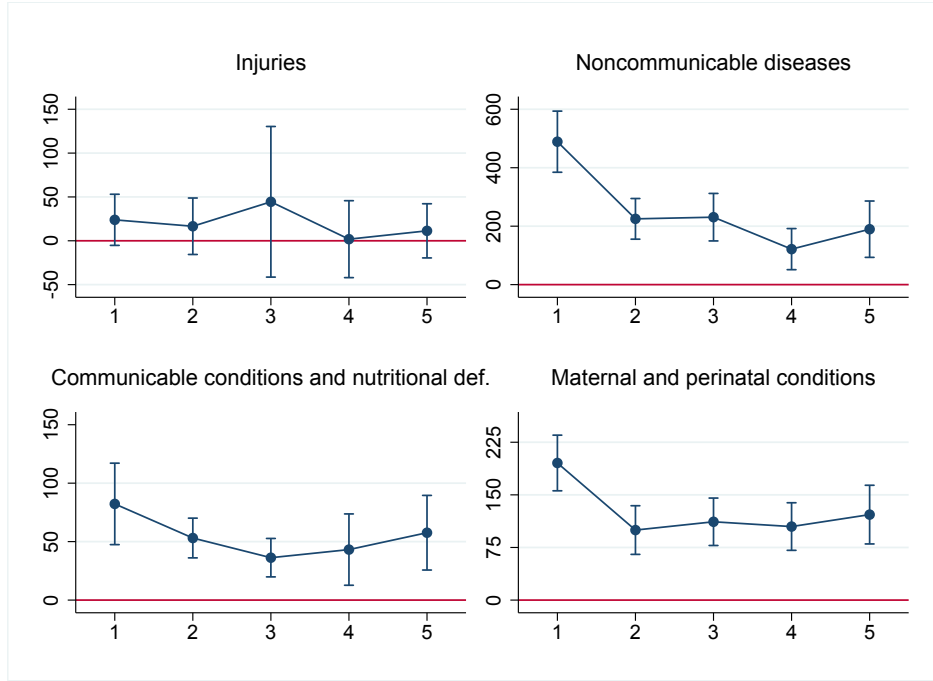 Injuries
150
100
50
0
-50
1 2 3 4 5
Noncommunicable diseases
600
400
200
0
1 2 3 4 5
Communicable conditions and nutritional def.
150
100
50
0
1 2 3 4 5
Maternal and perinatal conditions
225
150
75
0
1 2 3 4 5